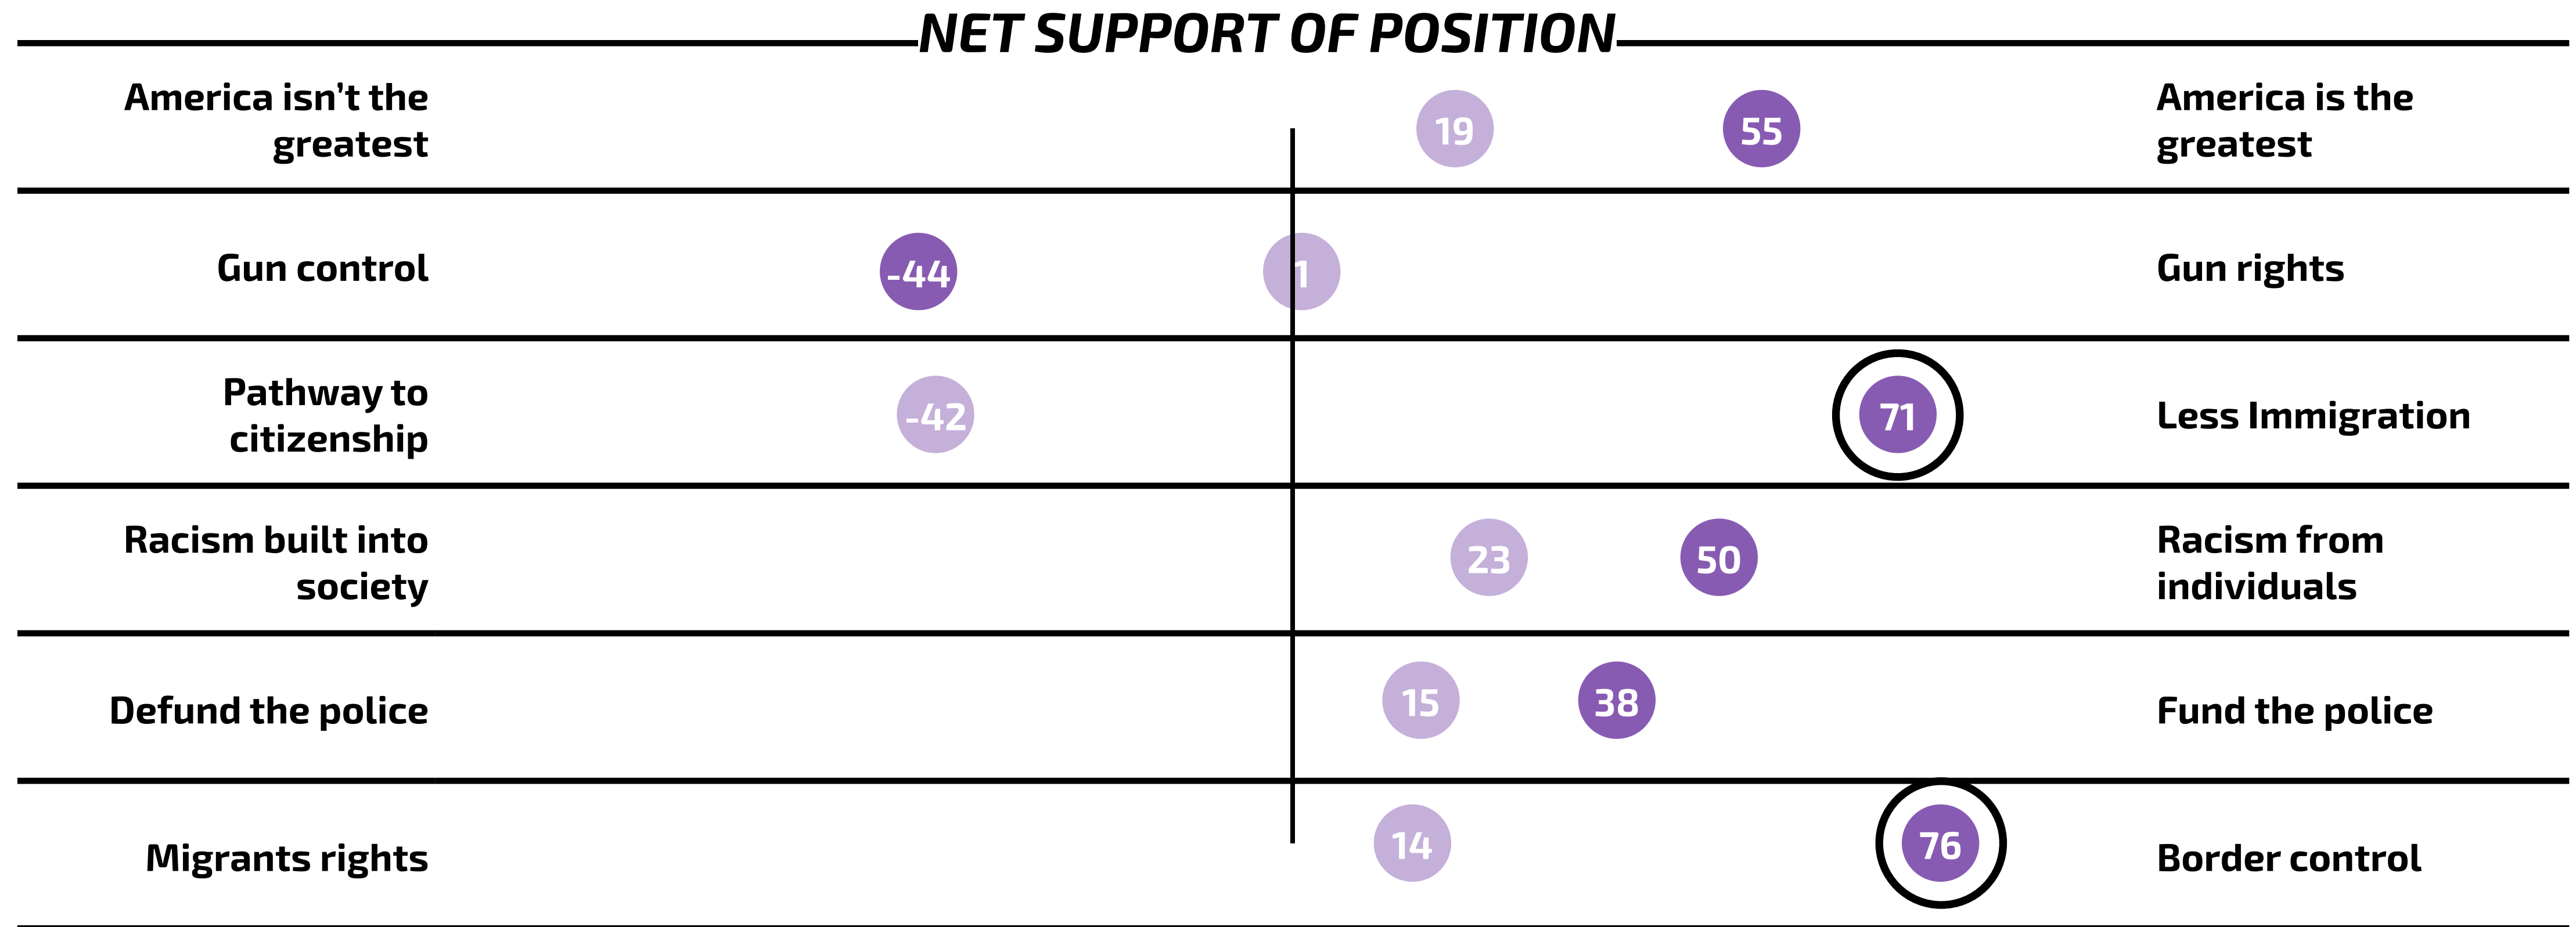 NET SUPPORT OF POSITION
America isn’t the
greatest
19
55
America is the
greatest
Gun control
-44
1
Gun rights
Pathway to
citizenship
-42
71
Less Immigration
Racism built into
society
23
50
Racism from
individuals
Defund the police
15
38
Fund the police
Migrants rights
14
76
Border control